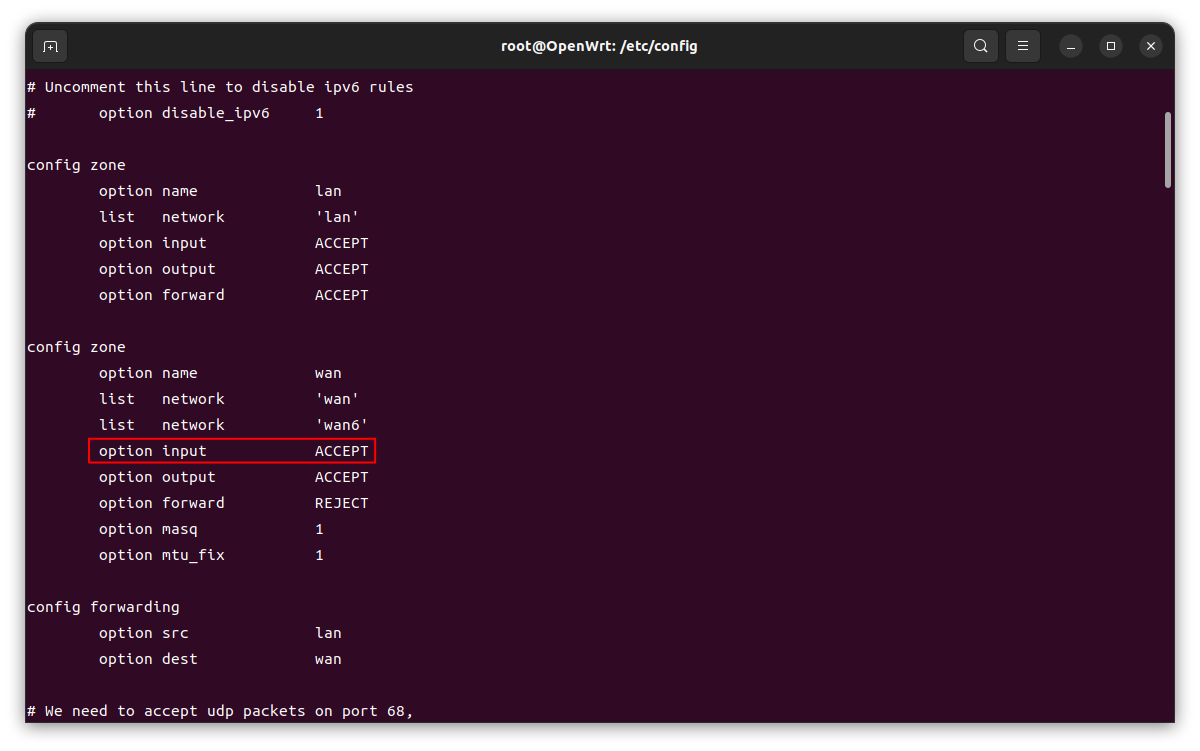 root@OpenWrt: /etc/config
# Uncomment this line to disable ipv6 rules
#       option disable_ipv6     1
config zone
        option name             lan
        list   network          'lan'
        option input            ACCEPT
        option output           ACCEPT
        option forward          ACCEPT
config zone
        option name             wan
        list   network          'wan'
        list   network          'wan6'
        option input            ACCEPT
        option output           ACCEPT
        option forward          REJECT
        option masq             1
        option mtu_fix          1
config forwarding
        option src              lan
        option dest             wan
# We need to accept udp packets on port 68,